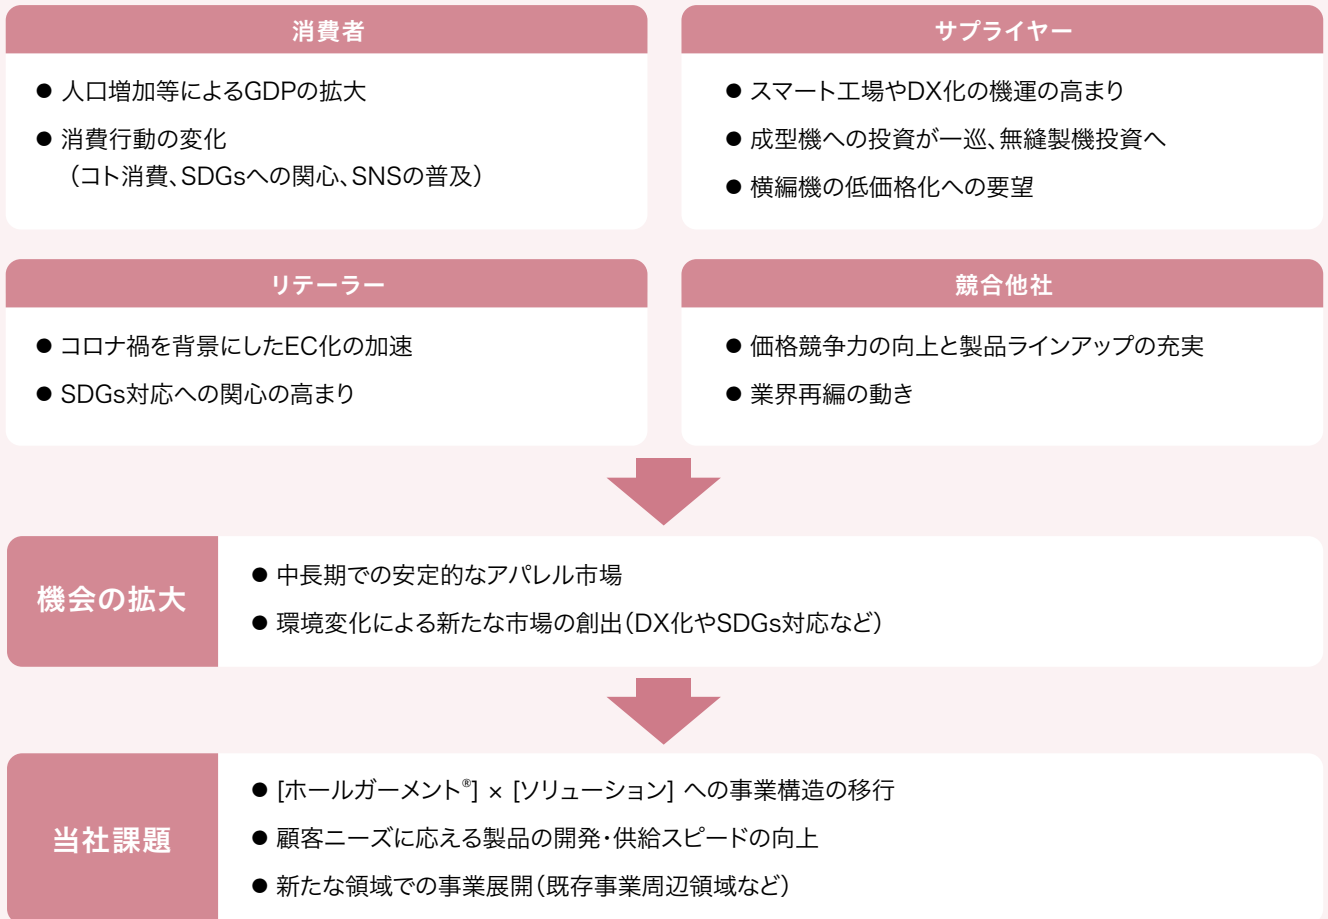 消費者
● 人口増加等によるGDPの拡大
● 消費行動の変化
（コト消費、SDGsへの関心、SNSの普及）
サプライヤー
● スマート工場やDX化の機運の高まり
● 成型機への投資が一巡、無縫製機投資へ
● 横編機の低価格化への要望
リテーラー
● コロナ禍を背景にしたEC化の加速
● SDGs対応への関心の高まり
競合他社
● 価格競争力の向上と製品ラインアップの充実
● 業界再編の動き
機会の拡大
● 中長期での安定的なアパレル市場
● 環境変化による新たな市場の創出（DX化やSDGs対応など）
当社課題
● [ホールガーメント®] × [ソリューション] への事業構造の移行
● 顧客ニーズに応える製品の開発・供給スピードの向上
● 新たな領域での事業展開（既存事業周辺領域など）